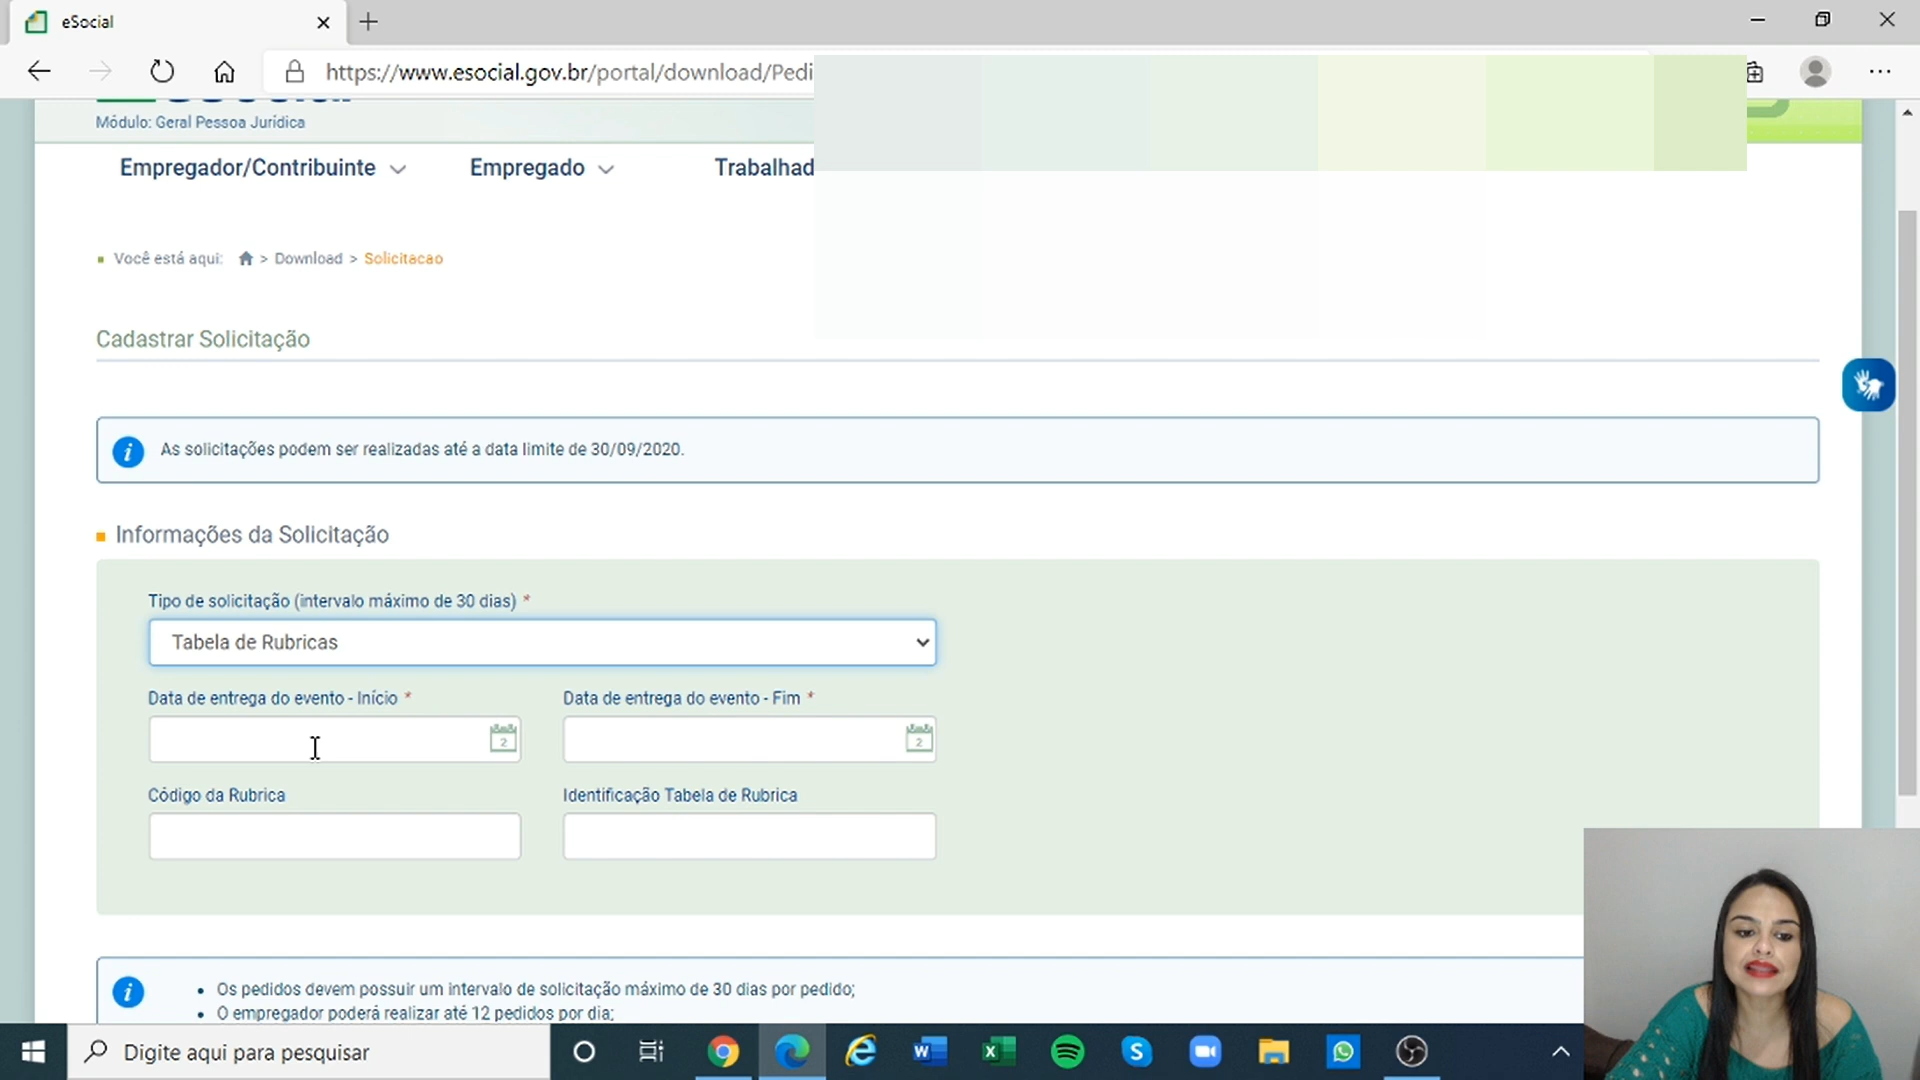 eSocial
https://www.esocial.gov.br/portal/download/Pedi
Módulo: Geral Pessoa Jurídica
Empregador/Contribuinte
Empregado
Trabalhad
Você está aqui: > Download > Solicitacao
Cadastrar Solicitação
As solicitações podem ser realizadas até a data limite de 30/09/2020.
Informações da Solicitação
Tipo de solicitação (intervalo máximo de 30 dias) *
Tabela de Rubricas
Data de entrega do evento - Início *
Data de entrega do evento - Fim *
2
2
Código da Rubrica
Identificação Tabela de Rubrica
Os pedidos devem possuir um intervalo de solicitação máximo de 30 dias por pedido;
O empregador poderá realizar até 12 pedidos por dia;
Digite aqui para pesquisar